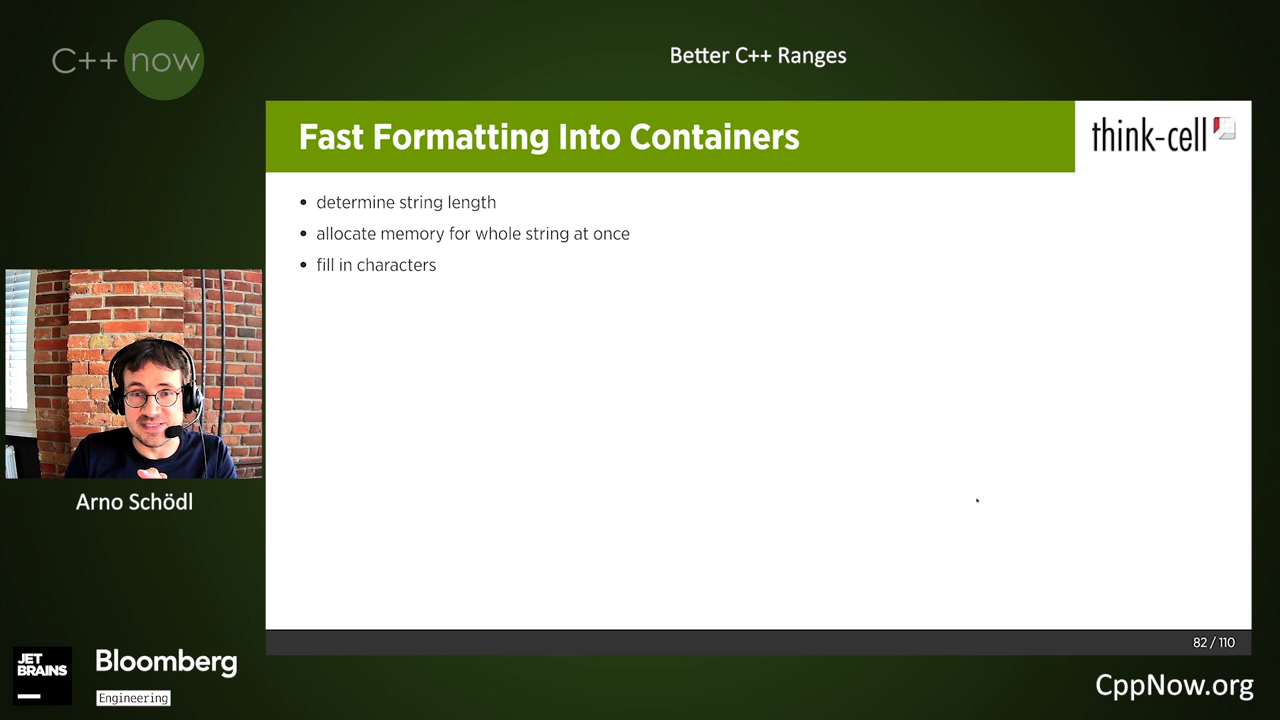 C++ now
Better C++ Ranges
Fast Formatting Into Containers
think-cell
• determine string length
• allocate memory for whole string at once
• fill in characters
Arno Schödl
82 / 110
JET
BRAINS
Bloomberg
Engineering
CppNow.org